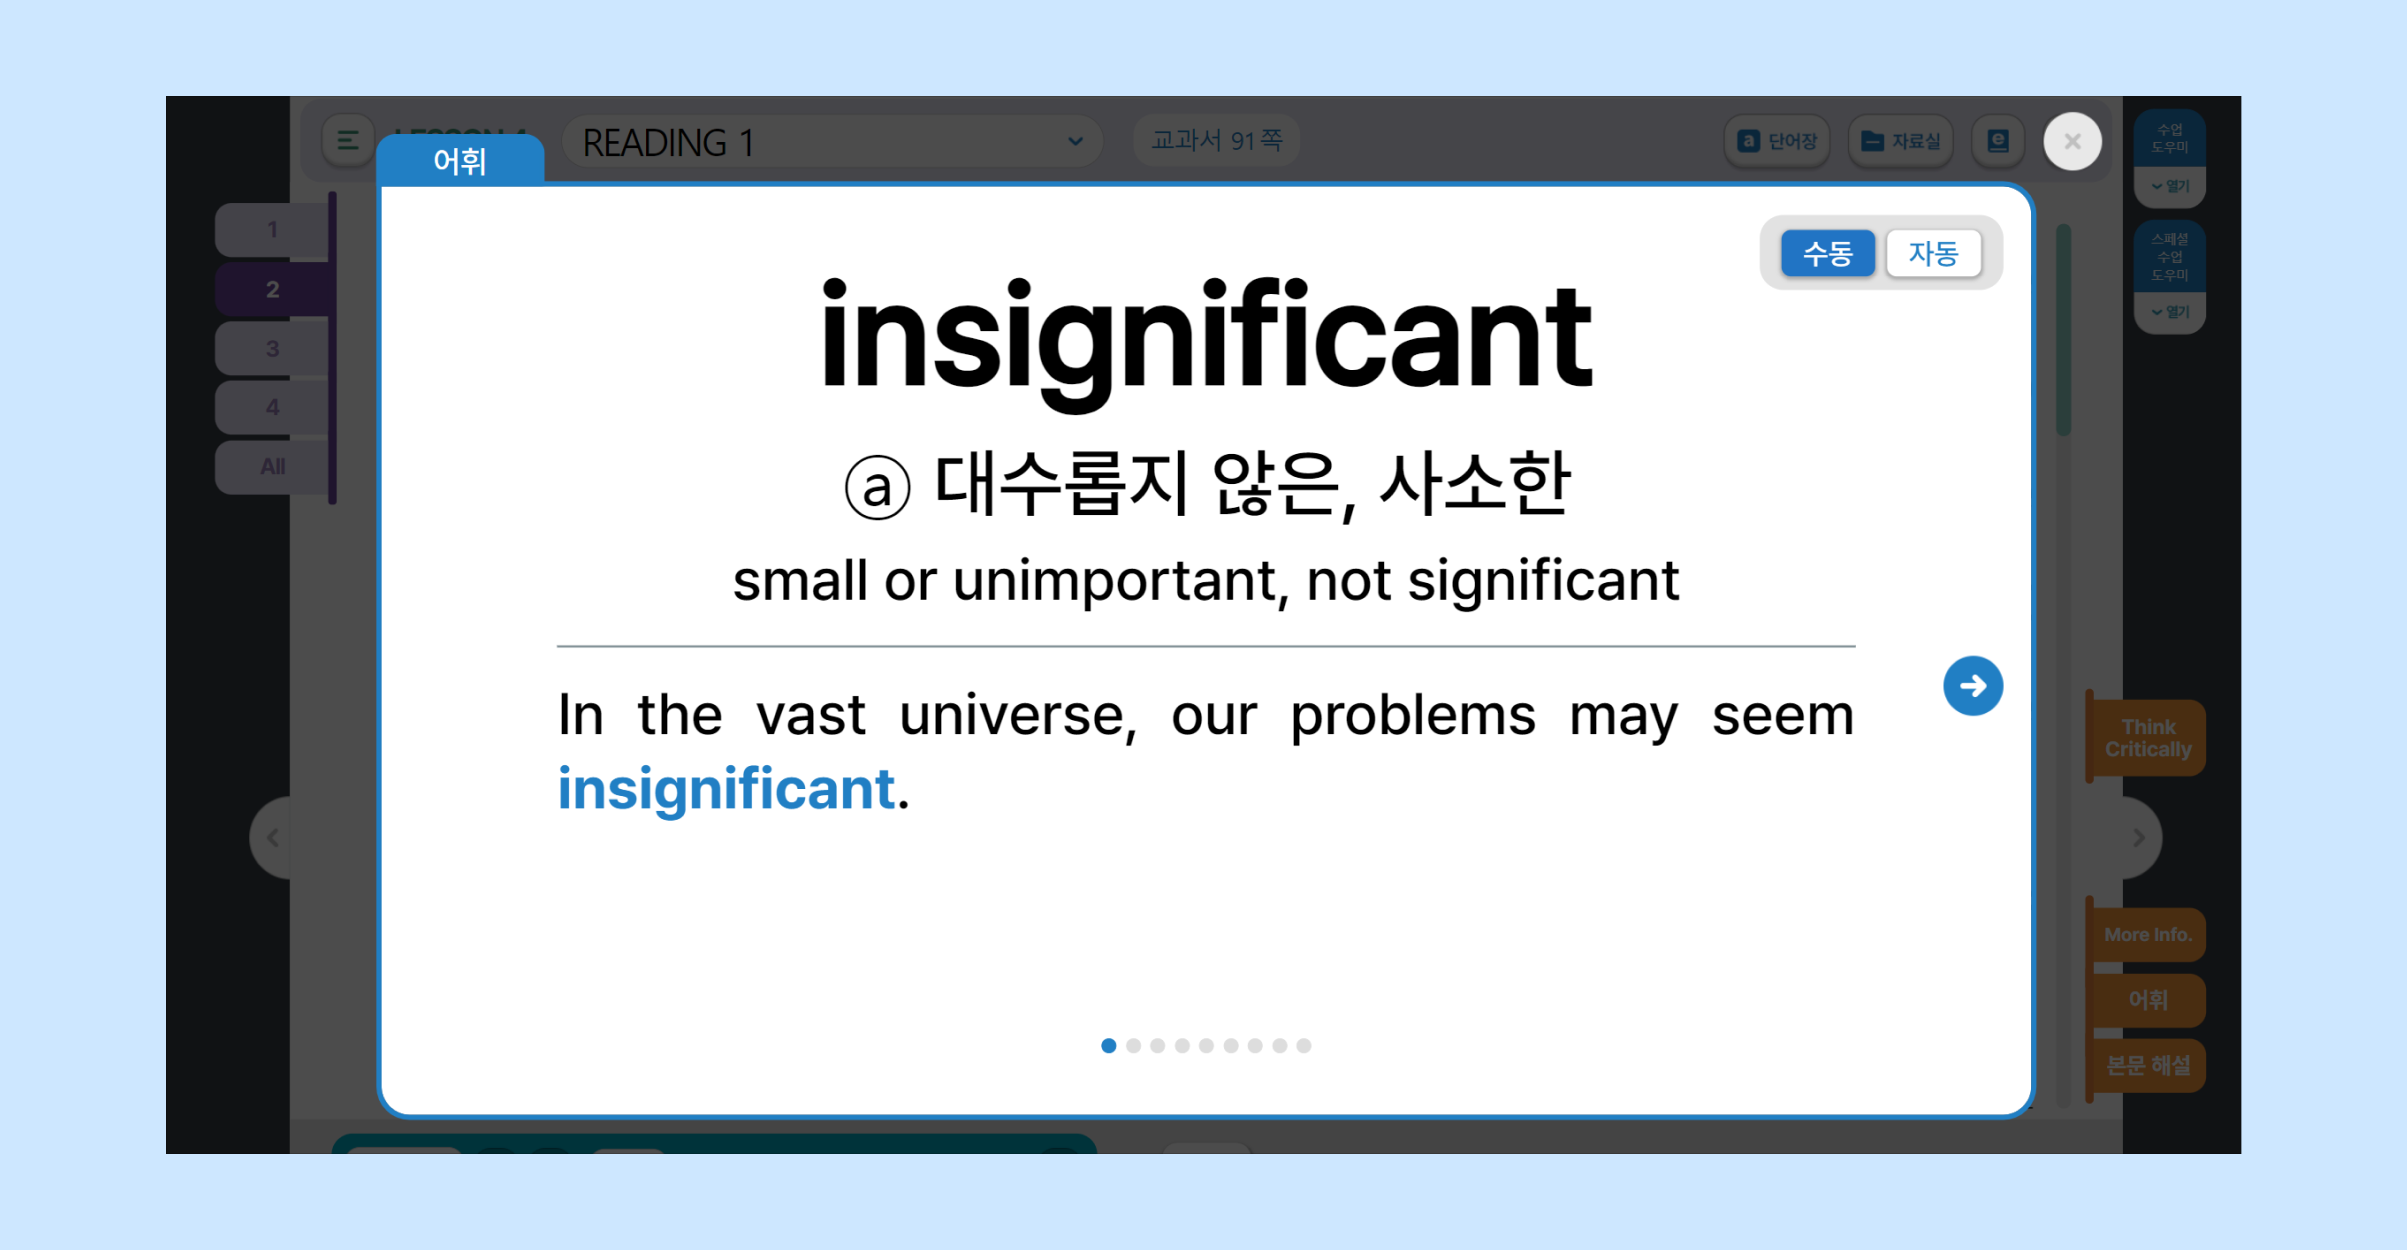 READING 1
교과서 91쪽
단어장
자료실
수업
도우미
열기
스페셜
수업
도우미
열기
1
2
3
4
All
어휘
수동
자동
insignificant
ⓐ 대수롭지 않은, 사소한
small or unimportant, not significant
In the vast universe, our problems may seem
insignificant.
Think
Critically
More Info.
어휘
본문 해설